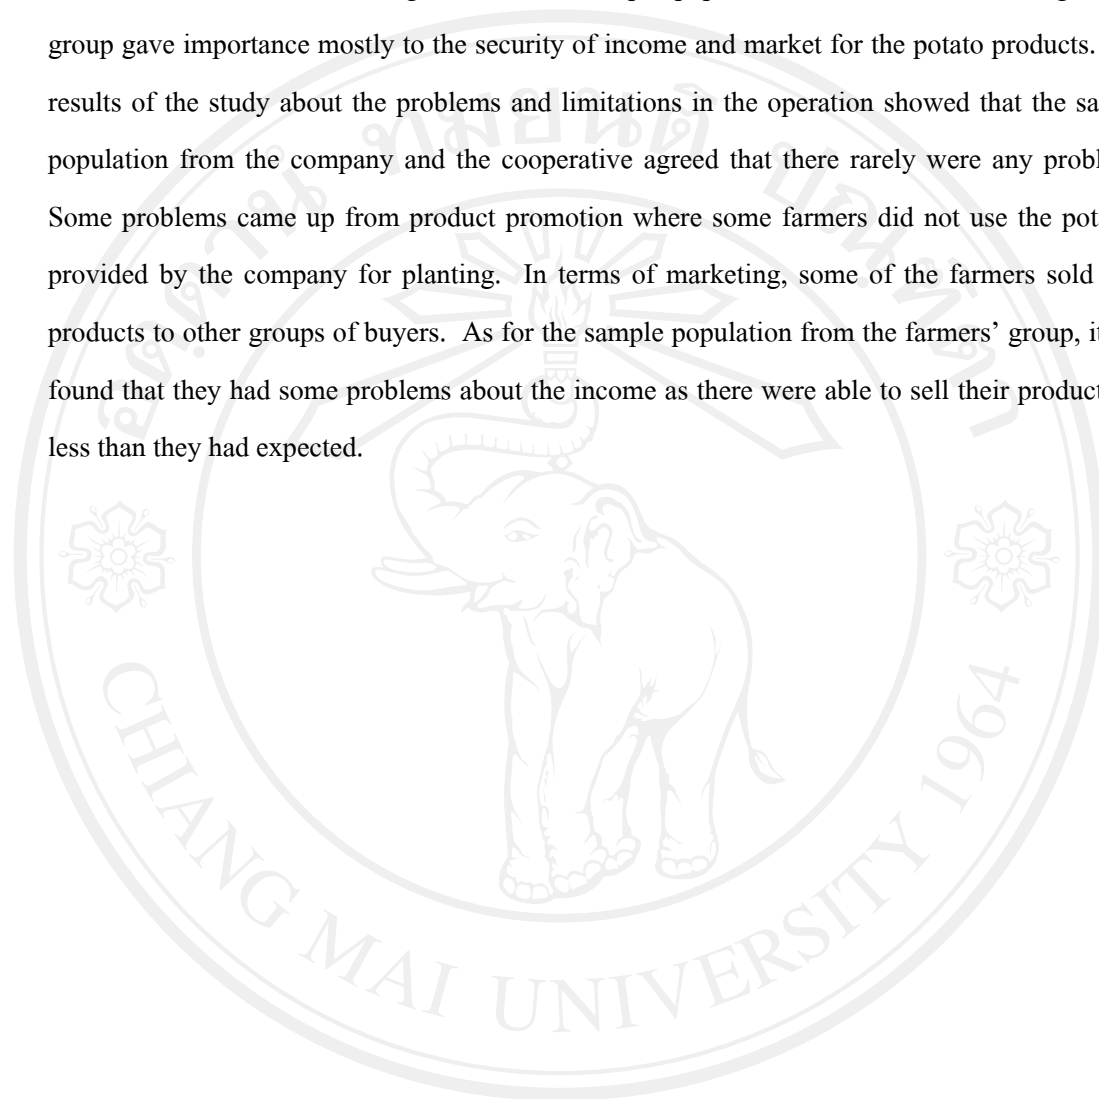 group gave importance mostly to the security of income and market for the potato products.
results of the study about the problems and limitations in the operation showed that the
population from the company and the cooperative agreed that there rarely were any
Some problems came up from product promotion where some farmers did not use the
provided by the company for planting. In terms of marketing, some of the farmers sold
products to other groups of buyers. As for the sample population from the farmers’ group,
found that they had some problems about the income as there were able to sell their
less than they had expected.
CHIANG MAI UNIVERSITY 1964